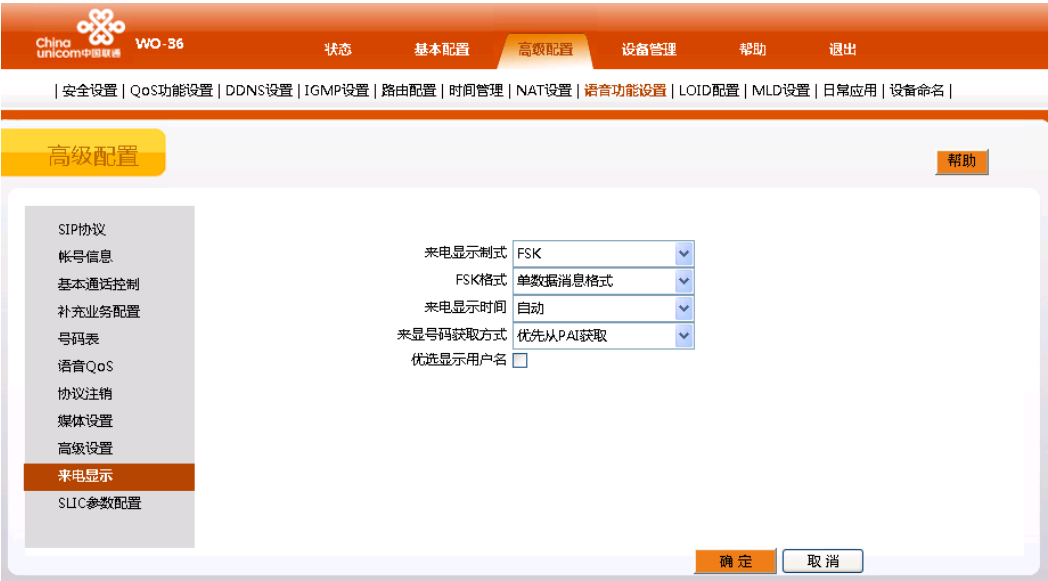 China
unicom中国联通
WO-36
状态 基本配置 高级配置 设备管理 帮助 退出
| 安全设置 | QoS功能设置 | DDNS设置 | IGMP设置 | 路由配置 | 时间管理 | NAT设置 | 语音功能设置 | LOID配置 | MLD设置 | 日常应用 | 设备命名 |
高级配置
帮助
SIP协议
帐号信息
基本通话控制
补充业务配置
号码表
语音QoS
协议注销
媒体设置
高级设置
来电显示
SLIC参数配置
来电显示制式 FSK
FSK格式 单数据消息格式
来电显示时间 自动
来显号码获取方式 优先从PAI获取
优选显示用户名
确定 取消